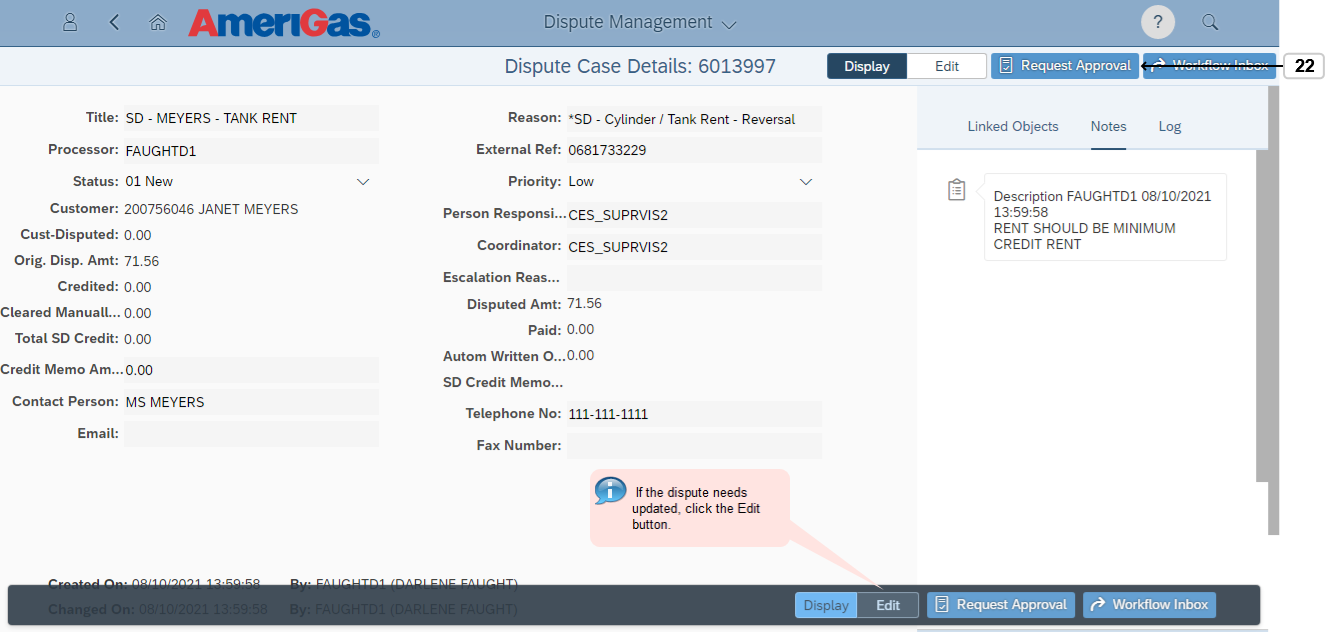 AmeriGas®
Dispute Management
?
Dispute Case Details: 6013997
Display
Edit
Request Approval
Workflow Inbox
22
Title: SD - MEYERS - TANK RENT
Processor: FAUGHTD1
Status: 01 New
Customer: 200756046 JANET MEYERS
Cust-Disputed: 0.00
Orig. Disp. Amt: 71.56
Credited: 0.00
Cleared Manuall... 0.00
Total SD Credit: 0.00
Credit Memo Am... 0.00
Contact Person: MS MEYERS
Email:
Reason: *SD - Cylinder / Tank Rent - Reversal
External Ref: 0681733229
Priority: Low
Person Responsi... CES_SUPRVIS2
Coordinator: CES_SUPRVIS2
Escalation Reas...
Disputed Amt: 71.56
Paid: 0.00
Autom Written O... 0.00
SD Credit Memo...
Telephone No: 111-111-1111
Fax Number:
Linked Objects
Notes
Log
Description FAUGHTD1 08/10/2021
13:59:58
RENT SHOULD BE MINIMUM
CREDIT RENT
If the dispute needs
updated, click the Edit
button.
Created On: 08/10/2021 13:59:58 By: FAUGHTD1 (DARLENE FAUGHT)
Changed On: 08/10/2021 13:59:58 By: FAUGHTD1 (DARLENE FAUGHT)
Display
Edit
Request Approval
Workflow Inbox